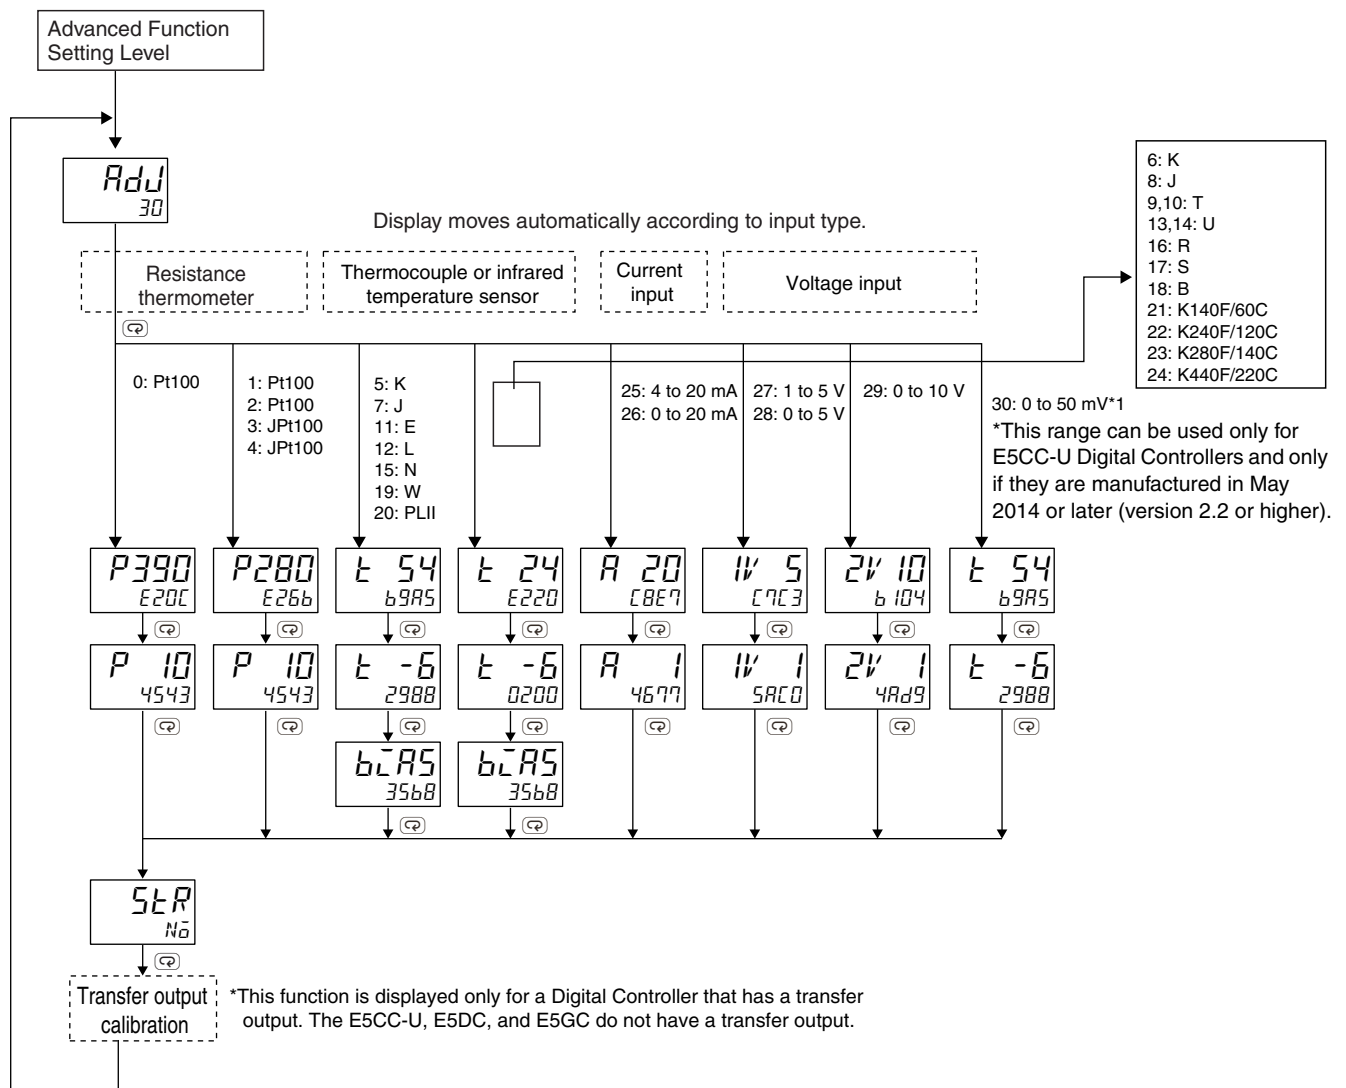 Advanced Function
Setting Level
AdJ
30
Display moves automatically according to input type.
Resistance
thermometer
Thermocouple or infrared
temperature sensor
Current
input
Voltage input
6: K
8: J
9,10: T
13,14: U
16: R
17: S
18: B
21: K140F/60C
22: K240F/120C
23: K280F/140C
24: K440F/220C
0: Pt100
1: Pt100
2: Pt100
3: JPt100
4: JPt100
5: K
7: J
11: E
12: L
15: N
19: W
20: PLII
25: 4 to 20 mA
26: 0 to 20 mA
27: 1 to 5 V
28: 0 to 5 V
29: 0 to 10 V
30: 0 to 50 mV*1
*This range can be used only for
E5CC-U Digital Controllers and only
if they are manufactured in May
2014 or later (version 2.2 or higher).
P390
E20C
P280
E26b
t 54
b9A5
t 24
E220
A 20
C8E7
1V 5
C7C3
2V 10
b104
t 54
b9A5
P 10
4543
P 10
4543
t -6
2988
t -6
0200
A 1
4677
1V 1
5AC0
2V 1
4Ad9
t -6
2988
biAS
35b8
biAS
35b8
StR
No
Transfer output
calibration
*This function is displayed only for a Digital Controller that has a transfer
output. The E5CC-U, E5DC, and E5GC do not have a transfer output.